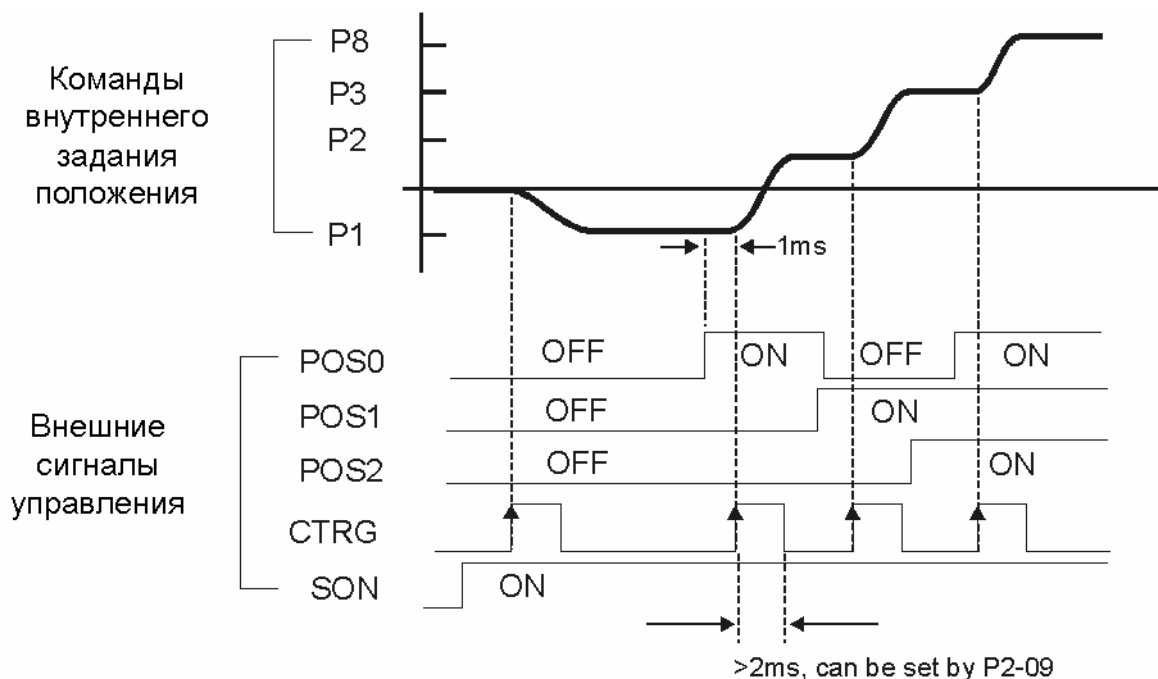 P8
P3
P2
P1
Команды
внутреннего
задания
положения
1ms
POS0
OFF
ON
OFF
ON
POS1
OFF
ON
POS2
OFF
ON
CTRG
SON
ON
Внешние
сигналы
управления
>2ms, can be set by P2-09